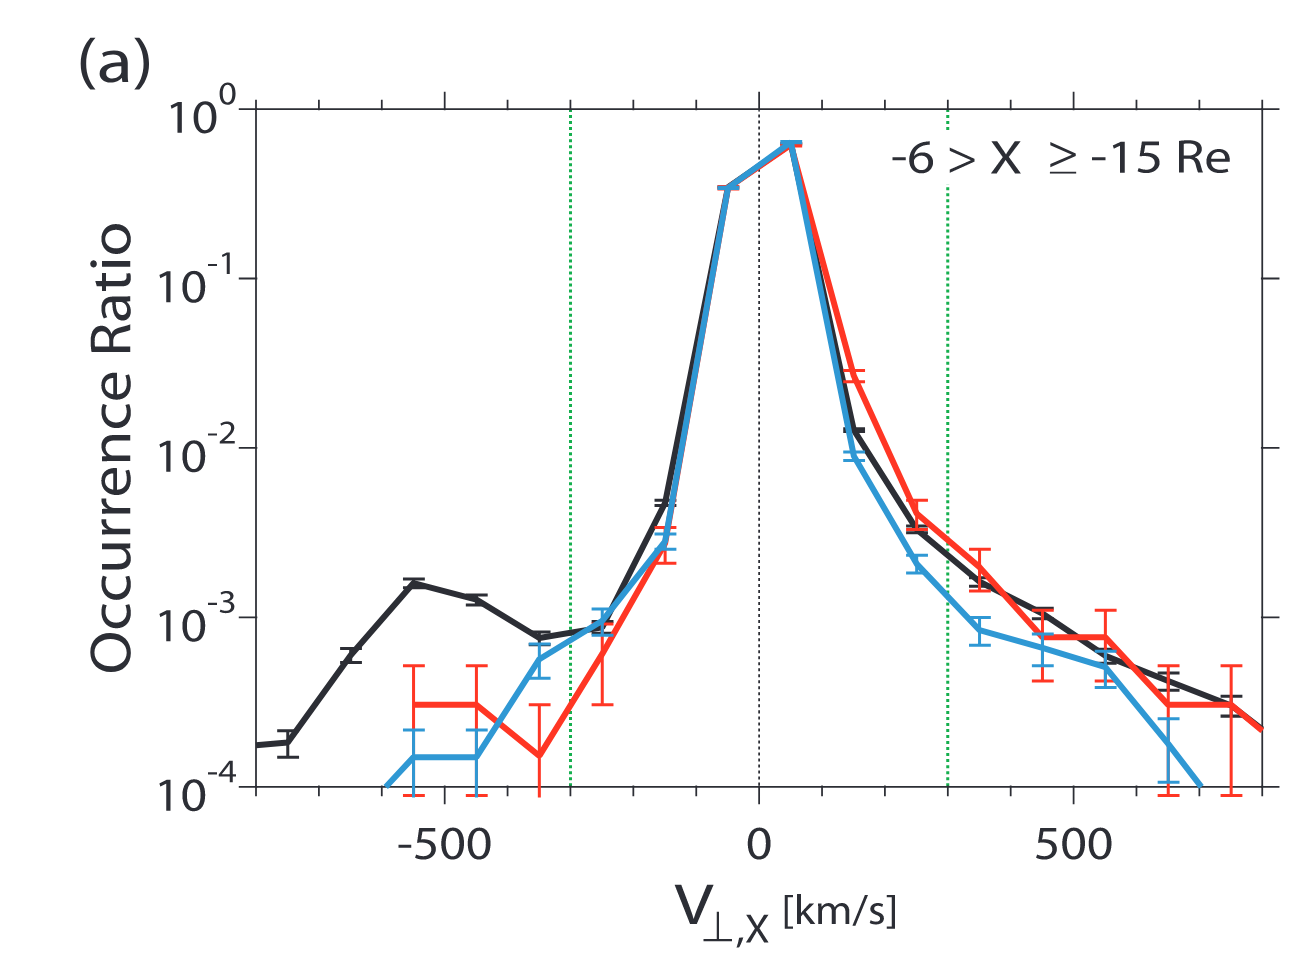 (a)
10^0
-6 > X ≥ -15 Re
10^-1
10^-2
10^-3
10^-4
Occurrence Ratio
-500 0 500
V⊥,X [km/s]